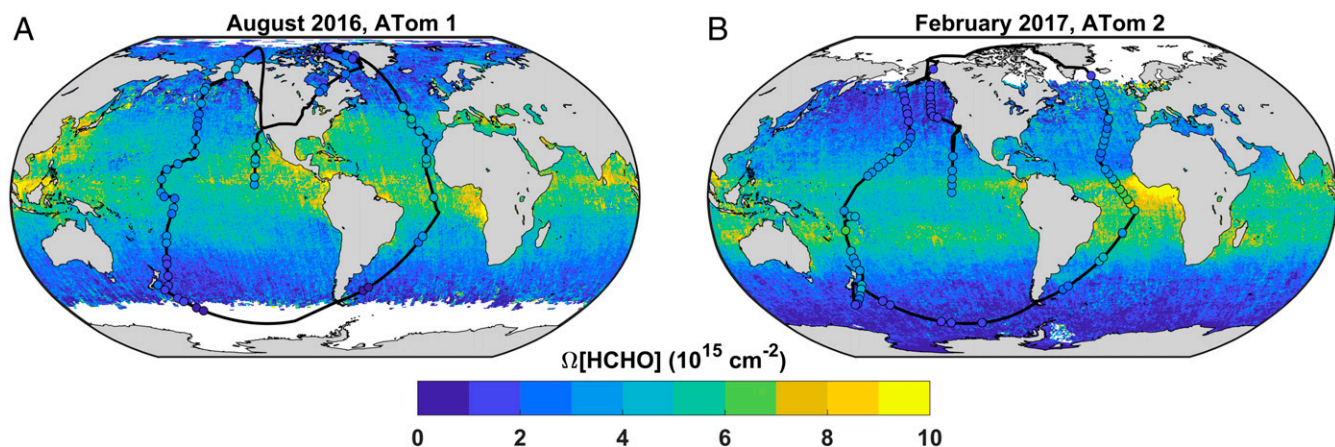 A August 2016, ATom 1
B February 2017, ATom 2
Ω[HCHO] (10¹⁵ cm⁻²)
0 2 4 6 8 10